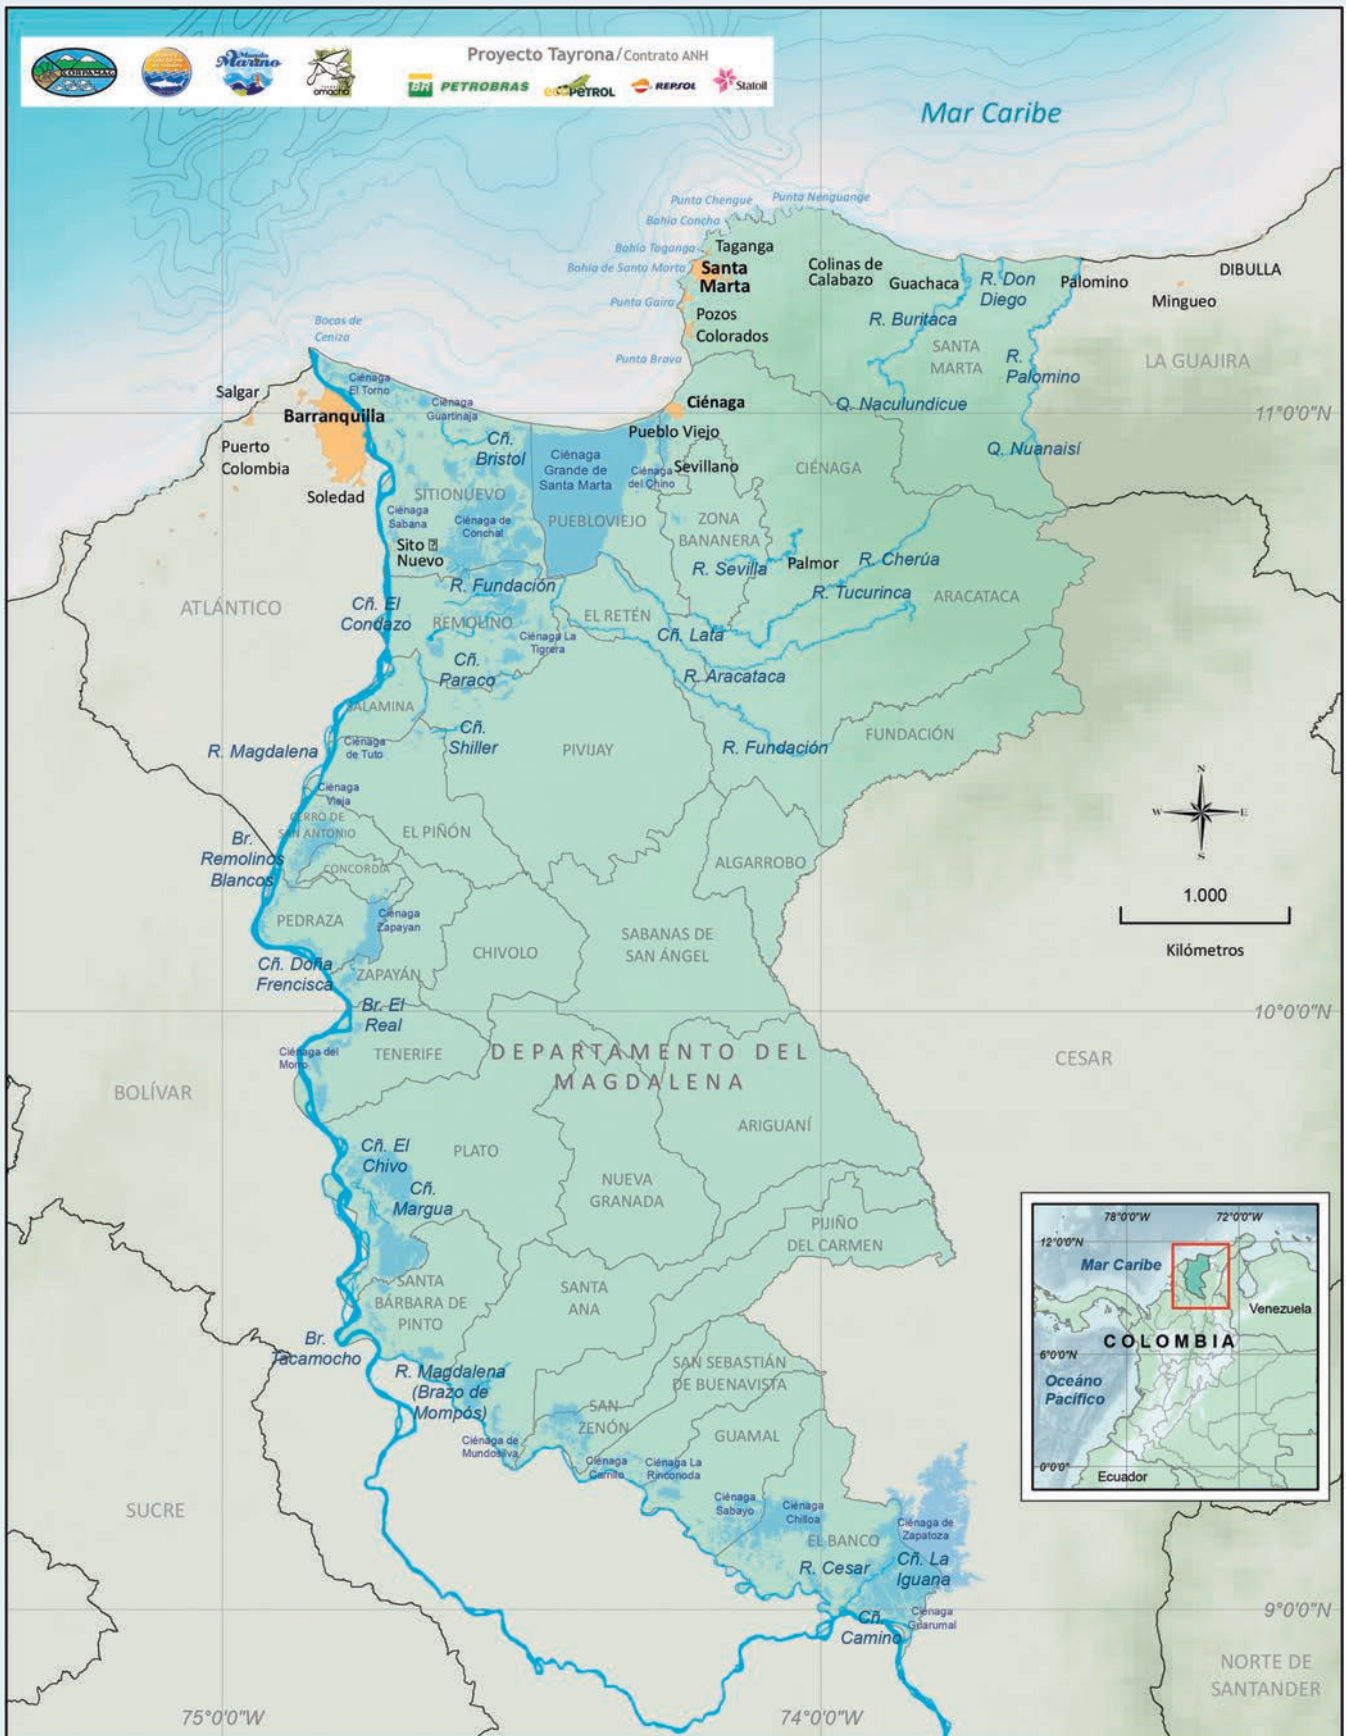 CORPAMAG
Mundo
Marino
omacha
Proyecto Tayrona/Contrato ANH
BR PETROBRAS
ecoPETROL
REPSOL
Statoil
Mar Caribe
Punta Chengue
Punta Nenguange
Bahía Concha
Bahía Taganga
Taganga
Bahía de Santa Marta
Santa
Marta
Colinas de
Calabazo
Guachaca
R. Don
Diego
Palomino
DIBULLA
Mingueo
Punta Gaira
Pozos
Colorados
R. Buritaca
SANTA
MARTA
R.
Palomino
LA GUAJIRA
Bocas de
Ceniza
Punta Brava
Ciénaga
El Torno
Salgar
Barranquilla
Ciénaga
Guartinaja
Ciénaga
Q. Naculundicue
11°0'0"N
Puerto
Colombia
Cñ.
Bristol
Pueblo Viejo
Q. Nuanaisí
Soledad
Ciénaga
Grande de
Santa Marta
Ciénaga
del Chino
Sevillano
CIÉNAGA
SITIONUEVO
Ciénaga
Sabana
Ciénaga de
Conchal
PUEBLOVIEJO
ZONA
BANANERA
Sito ⍰
Nuevo
R. Sevilla
Palmor
R. Cherúa
R. Fundación
R. Tucurinca
ARACATACA
ATLÁNTICO
Cñ. El
Condazo
REMOLINO
EL RETÉN
Ciénaga La
Tigrera
Cñ. Lata
Cñ.
Paraco
R. Aracataca
SALAMINA
Cñ.
Shiller
R. Magdalena
Ciénaga
de Tuto
PIVIJAY
R. Fundación
FUNDACIÓN
Ciénaga
Vieja
CERRO DE
SAN ANTONIO
EL PIÑÓN
N
W
E
S
Br.
Remolinos
Blancos
CONCORDIA
ALGARROBO
1.000
Kilómetros
PEDRAZA
Ciénaga
Zapayan
CHIVOLO
SABANAS DE
SAN ÁNGEL
Cñ. Doña
Frencisca
ZAPAYÁN
Br. El
Real
10°0'0"N
Ciénaga del
Morro
TENERIFE
DEPARTAMENTO DEL
MAGDALENA
CESAR
BOLÍVAR
ARIGUANÍ
Cñ. El
Chivo
PLATO
Cñ.
Margua
NUEVA
GRANADA
PIJIÑO
DEL CARMEN
SANTA
BÁRBARA DE
PINTO
SANTA
ANA
Br.
Tacamocho
R. Magdalena
(Brazo de
Mompós)
SAN SEBASTIÁN
DE BUENAVISTA
SAN
ZENÓN
GUAMAL
Ciénaga de
Mundosilva
Ciénaga
Carrillo
Ciénaga La
Rinconoda
Ciénaga
Sabayo
Ciénaga
Chilloa
SUCRE
EL BANCO
Ciénaga de
Zapatoza
R. Cesar
Cñ. La
Iguana
Cñ.
Camino
Ciénaga
Guarumal
9°0'0"N
NORTE DE
SANTANDER
75°0'0"W
74°0'0"W
78°0'0"W
72°0'0"W
12°0'0"N
Mar Caribe
Venezuela
COLOMBIA
6°0'0"N
Oceáno
Pacífico
0°0'0"
Ecuador